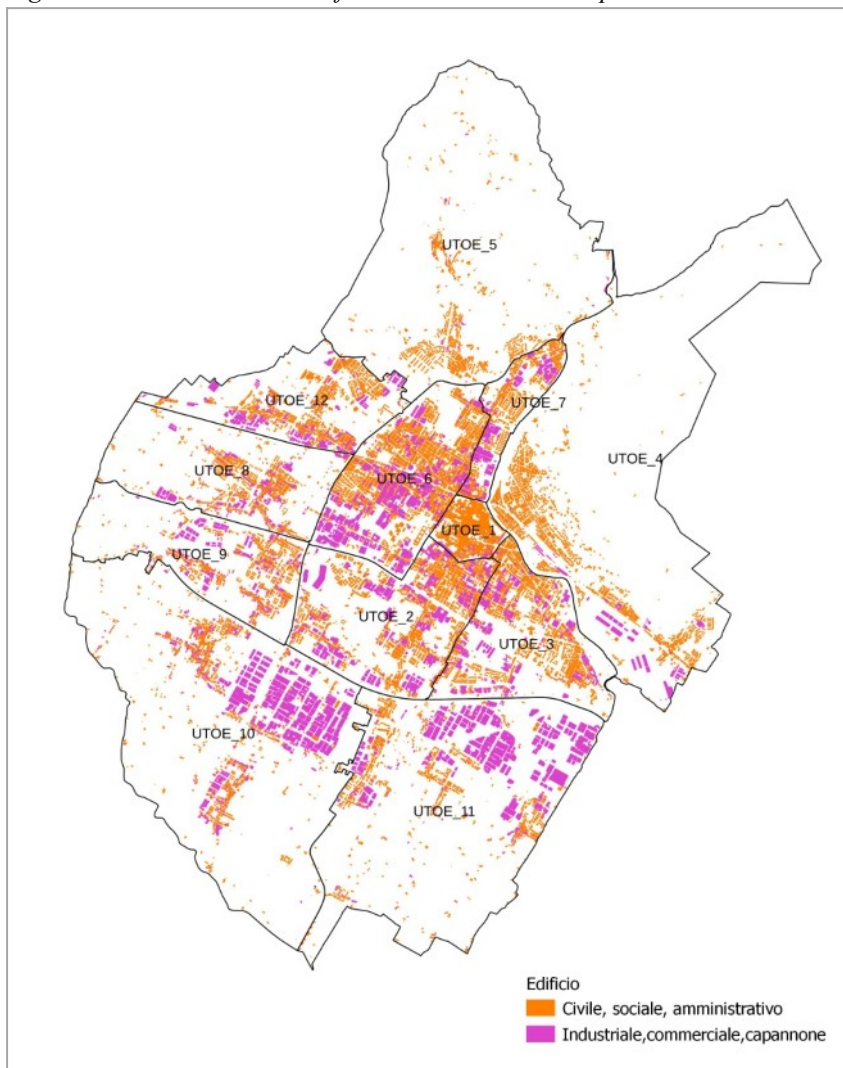 UTOE_5
UTOE_12
UTOE_7
UTOE_4
UTOE_8
UTOE_6
UTOE_1
UTOE_9
UTOE_2
UTOE_3
UTOE_10
UTOE_11
Edificio
Civile, sociale, amministrativo
Industriale,commerciale,capannone